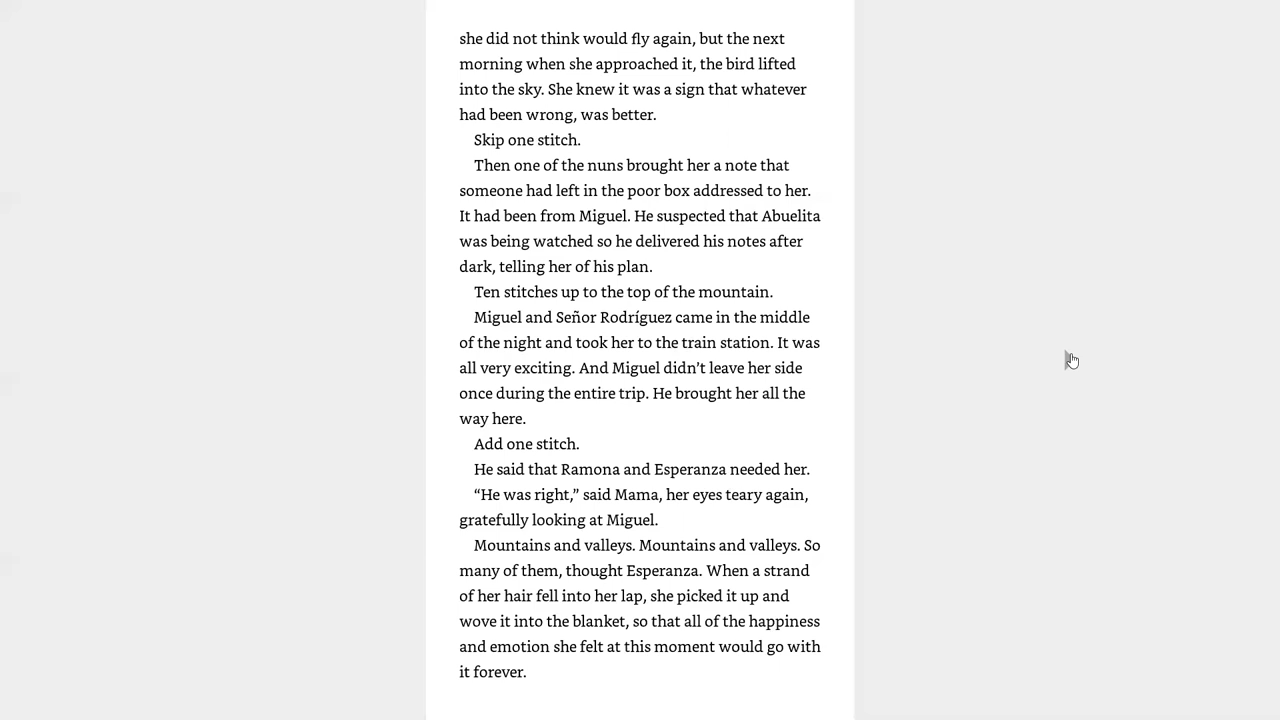 she did not think would fly again, but the next
morning when she approached it, the bird lifted
into the sky. She knew it was a sign that whatever
had been wrong, was better.
Skip one stitch.
Then one of the nuns brought her a note that
someone had left in the poor box addressed to her.
It had been from Miguel. He suspected that Abuelita
was being watched so he delivered his notes after
dark, telling her of his plan.
Ten stitches up to the top of the mountain.
Miguel and Señor Rodríguez came in the middle
of the night and took her to the train station. It was
all very exciting. And Miguel didn’t leave her side
once during the entire trip. He brought her all the
way here.
Add one stitch.
He said that Ramona and Esperanza needed her.
“He was right,” said Mama, her eyes teary again,
gratefully looking at Miguel.
Mountains and valleys. Mountains and valleys. So
many of them, thought Esperanza. When a strand
of her hair fell into her lap, she picked it up and
wove it into the blanket, so that all of the happiness
and emotion she felt at this moment would go with
it forever.